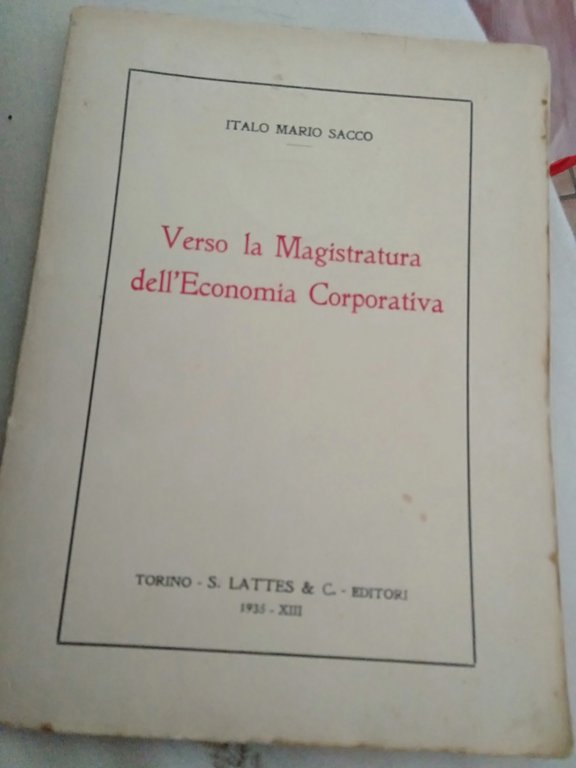 ITALO MARIO SACCO
Verso la Magistratura
dell'Economia Corporativa
TORINO - S. LATTES & C. - EDITORI
1935 - XIII